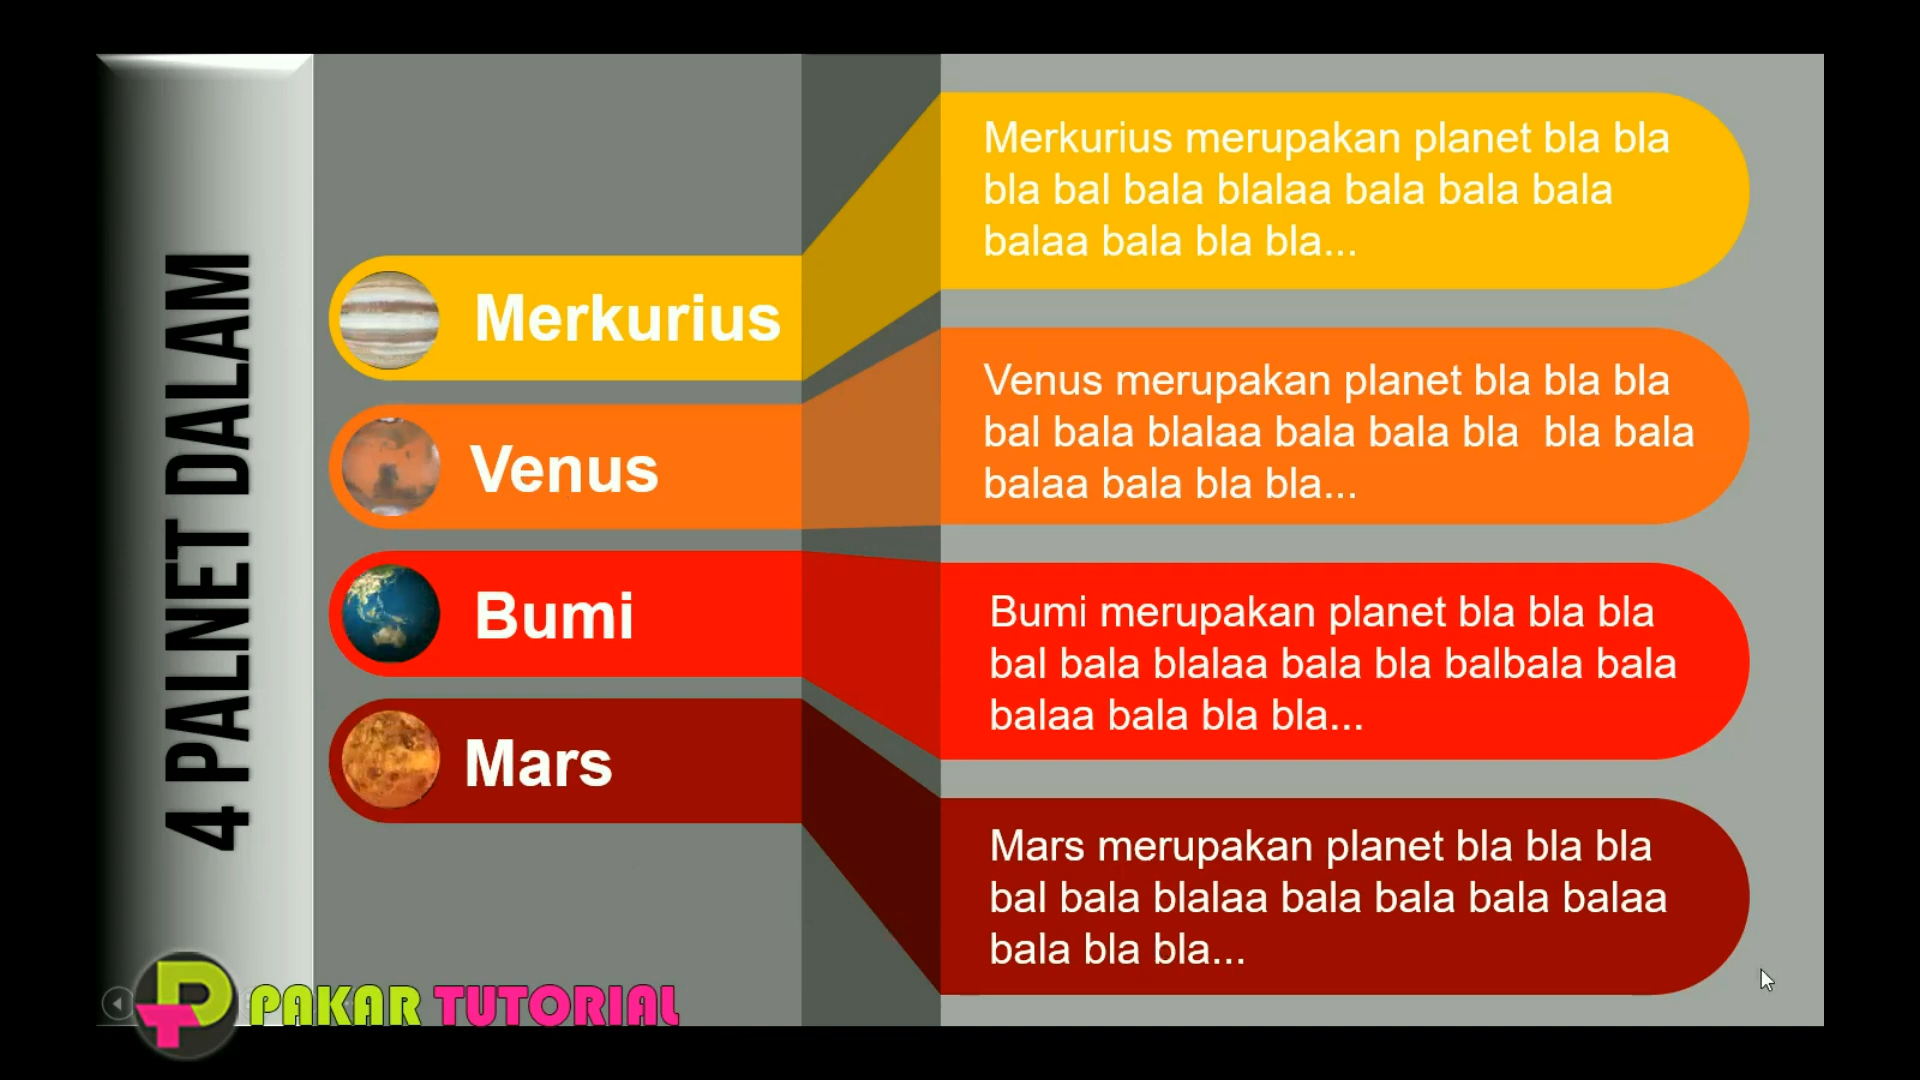 4 PALNET DALAM
Merkurius
Venus
Bumi
Mars
Merkurius merupakan planet bla bla
bla bal bala blalaa bala bala bala
balaa bala bla bla...
Venus merupakan planet bla bla bla
bal bala blalaa bala bala bla  bla bala
balaa bala bla bla...
Bumi merupakan planet bla bla bla
bal bala blalaa bala bla balbala bala
balaa bala bla bla...
Mars merupakan planet bla bla bla
bal bala blalaa bala bala bala balaa
bala bla bla...
PAKAR TUTORIAL